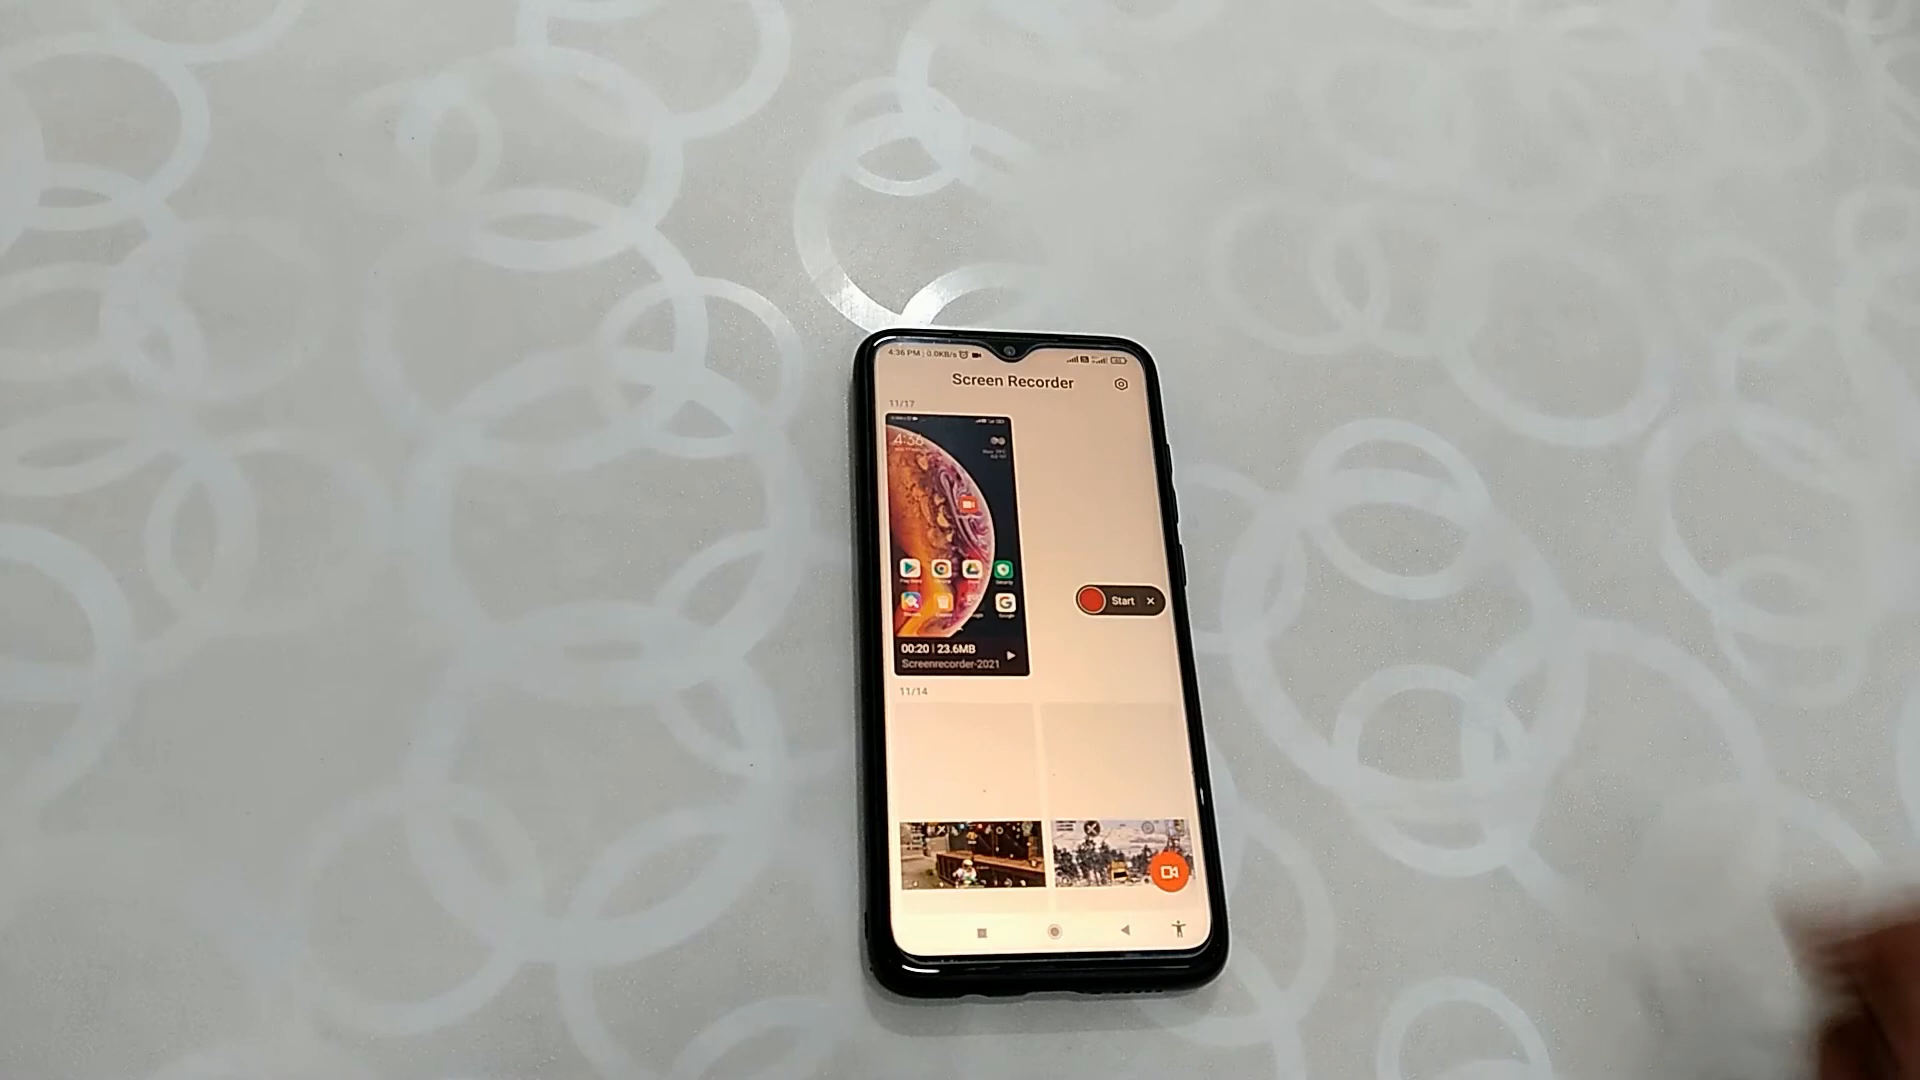 4:36 PM | 0.0KB/s
Screen Recorder
11/17
4:36
Start
Google
00:20 | 23.6MB
Screenrecorder-2021
11/14